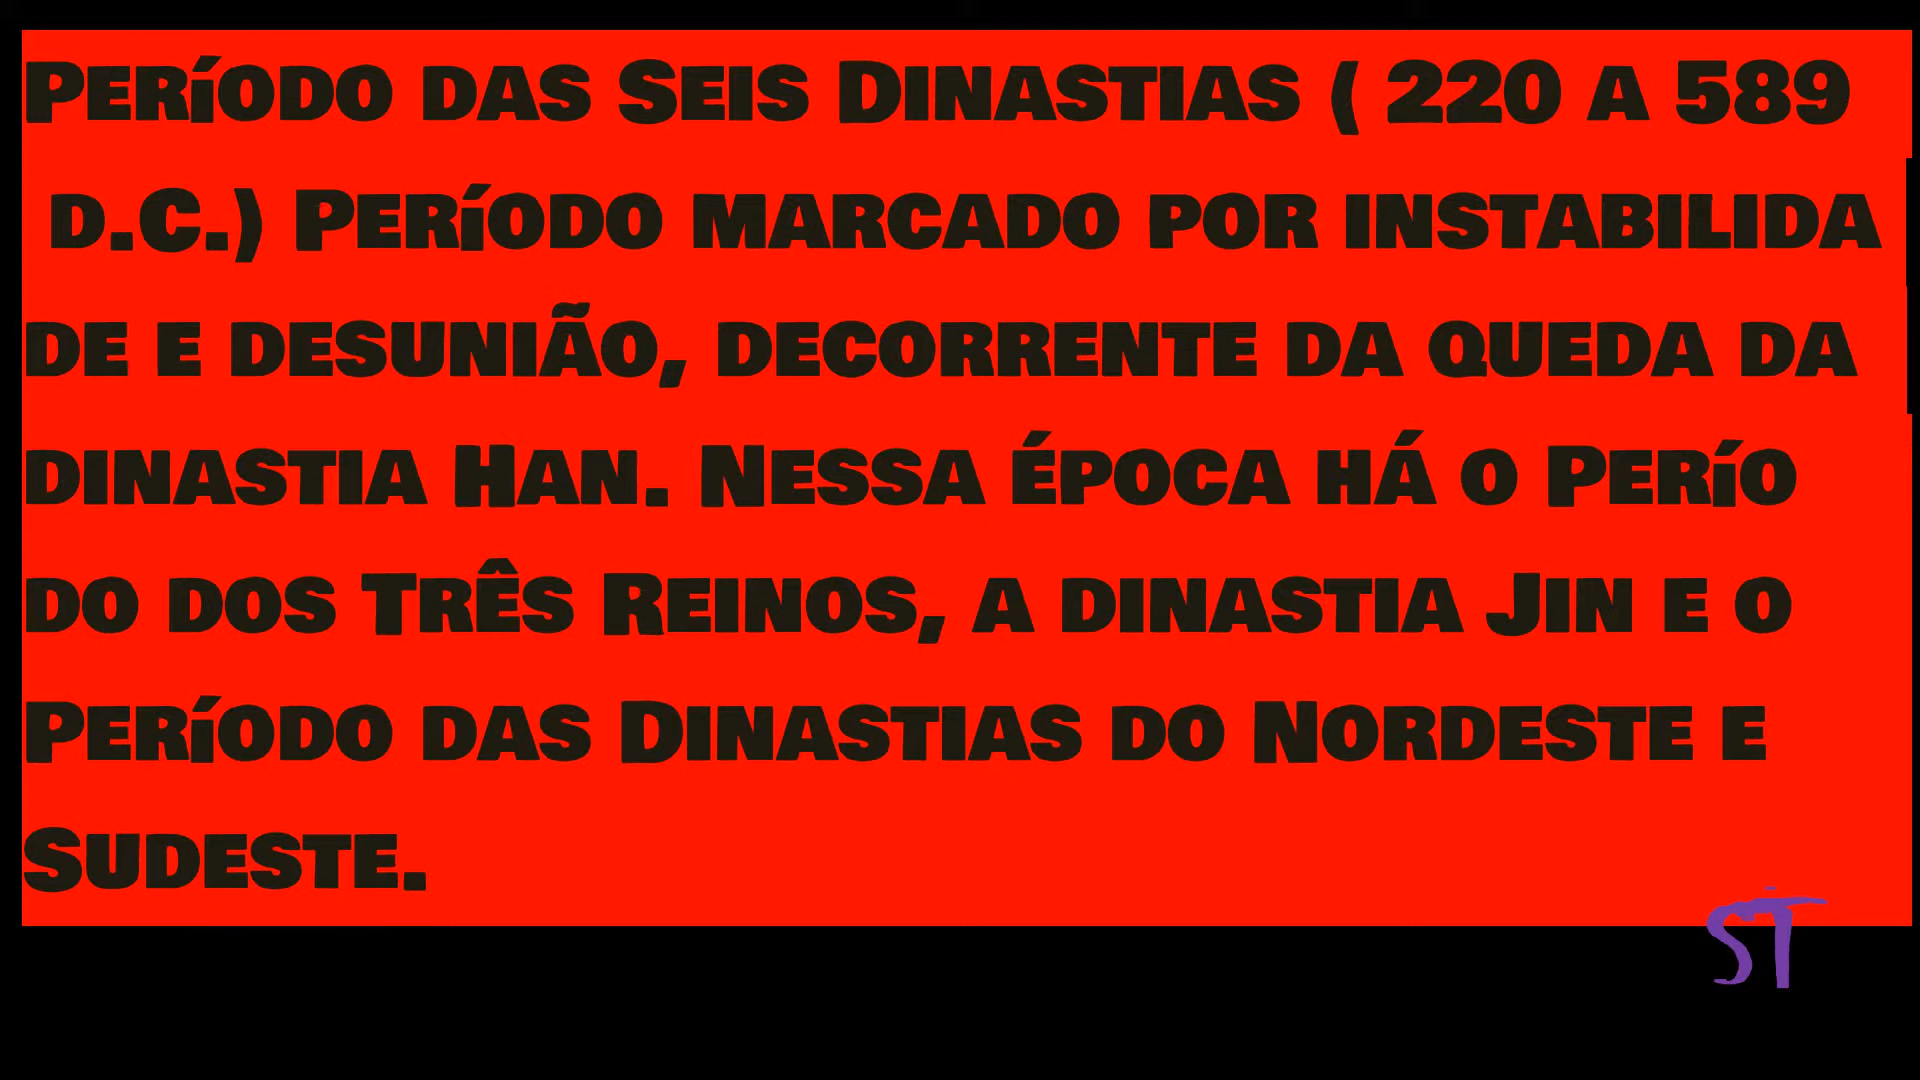 Período das Seis Dinastias ( 220 a 589
d.C.) Período marcado por instabilida
de e desunião, decorrente da queda da
dinastia Han. Nessa época há o Perío
do dos Três Reinos, a dinastia Jin e o
Período das Dinastias do Nordeste e
Sudeste.
ST